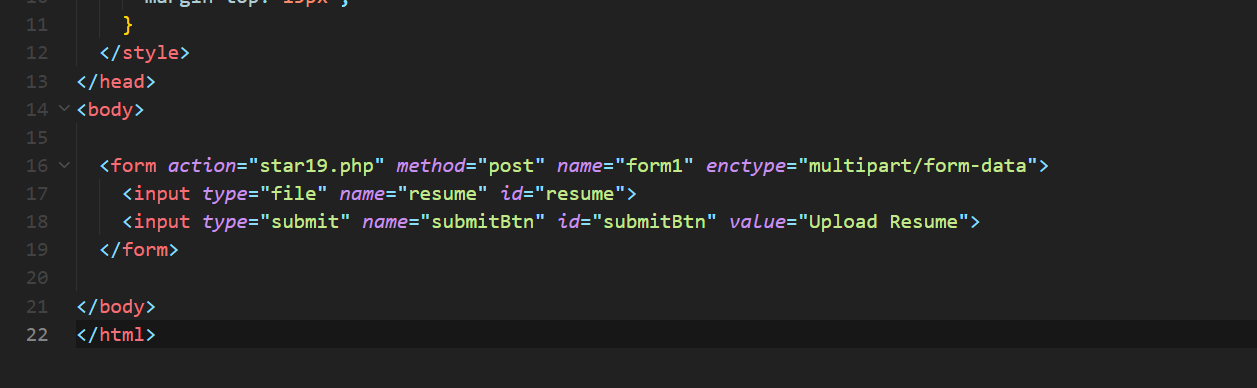 11 }
12 </style>
13 </head>
14 <body>
15
16 <form action="star19.php" method="post" name="form1" enctype="multipart/form-data">
17 <input type="file" name="resume" id="resume">
18 <input type="submit" name="submitBtn" id="submitBtn" value="Upload Resume">
19 </form>
20
21 </body>
22 </html>